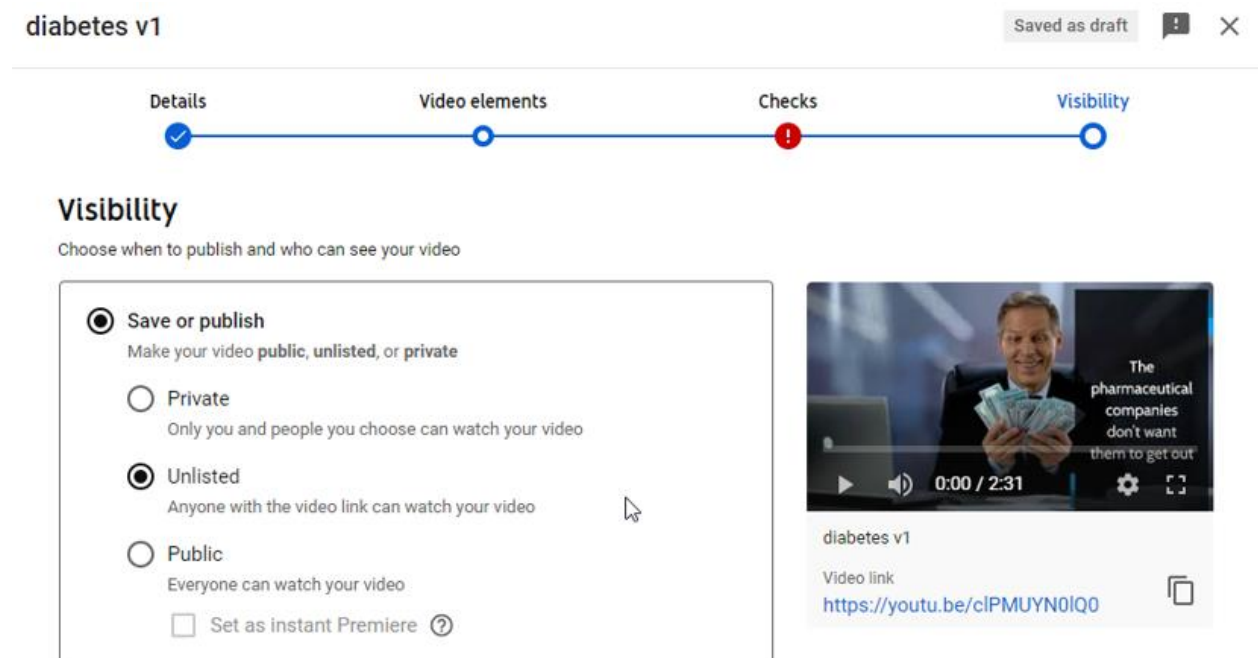 diabetes v1
Saved as draft
Details
Video elements
Checks
Visibility
Visibility
Choose when to publish and who can see your video
Save or publish
Make your video public, unlisted, or private
Private
Only you and people you choose can watch your video
Unlisted
Anyone with the video link can watch your video
Public
Everyone can watch your video
Set as instant Premiere
The
pharmaceutical
companies
don't want
them to get out
0:00 / 2:31
diabetes v1
Video link
https://youtu.be/clPMUYN0lQ0